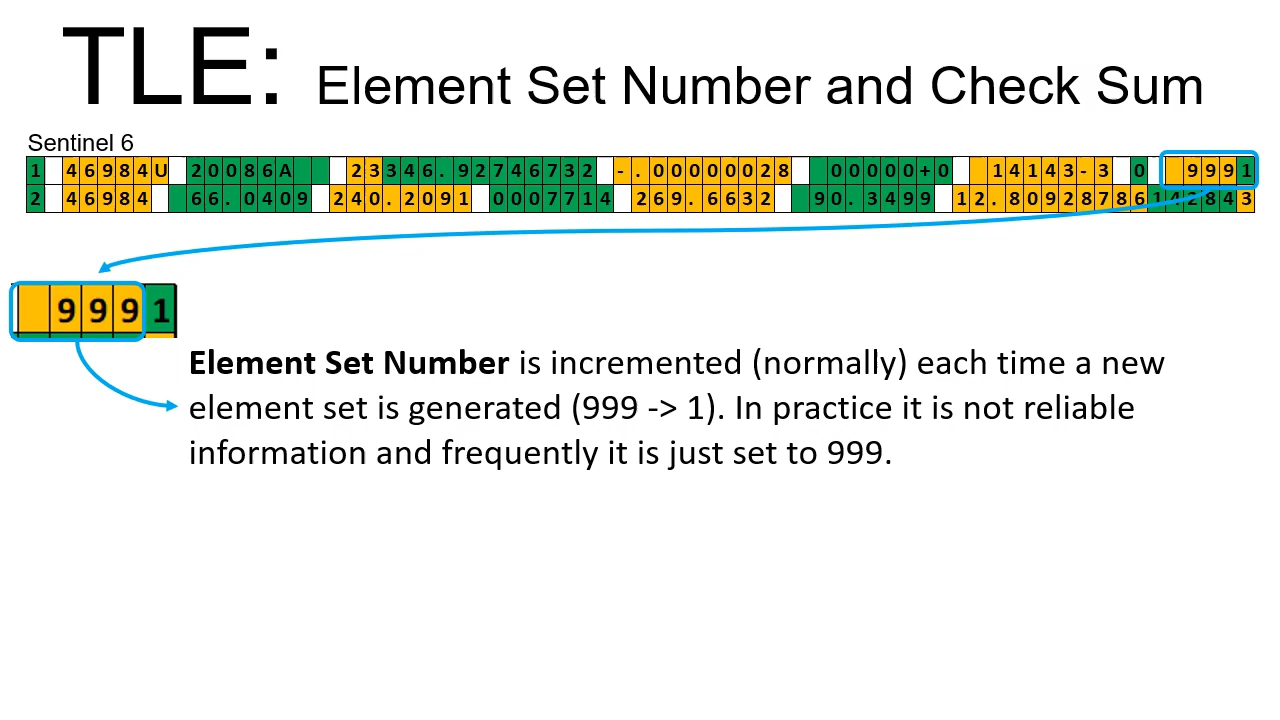 TLE: Element Set Number and Check Sum
Sentinel 6
1 46984U 20086A 23346.92746732 -.00000028 00000+0 14143-3 0 9991
2 46984 66.0409 240.2091 0007714 269.6632 90.3499 12.80928786142843
9991
Element Set Number is incremented (normally) each time a new
element set is generated (999 -> 1). In practice it is not reliable
information and frequently it is just set to 999.